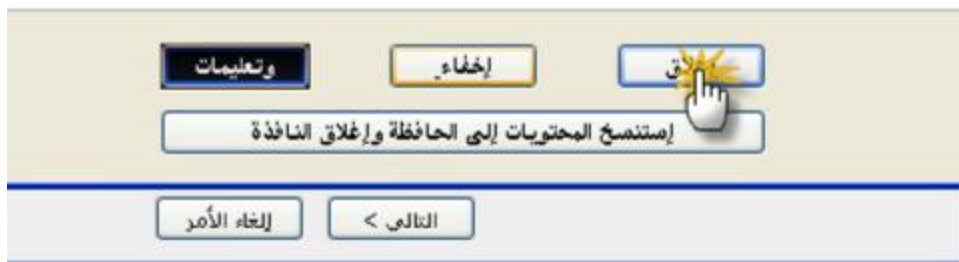 إخفاء وتعليمات
إستنسخ المحتويات إلى الحافظة وإغلاق النافذة
التالي > إلغاء الأمر